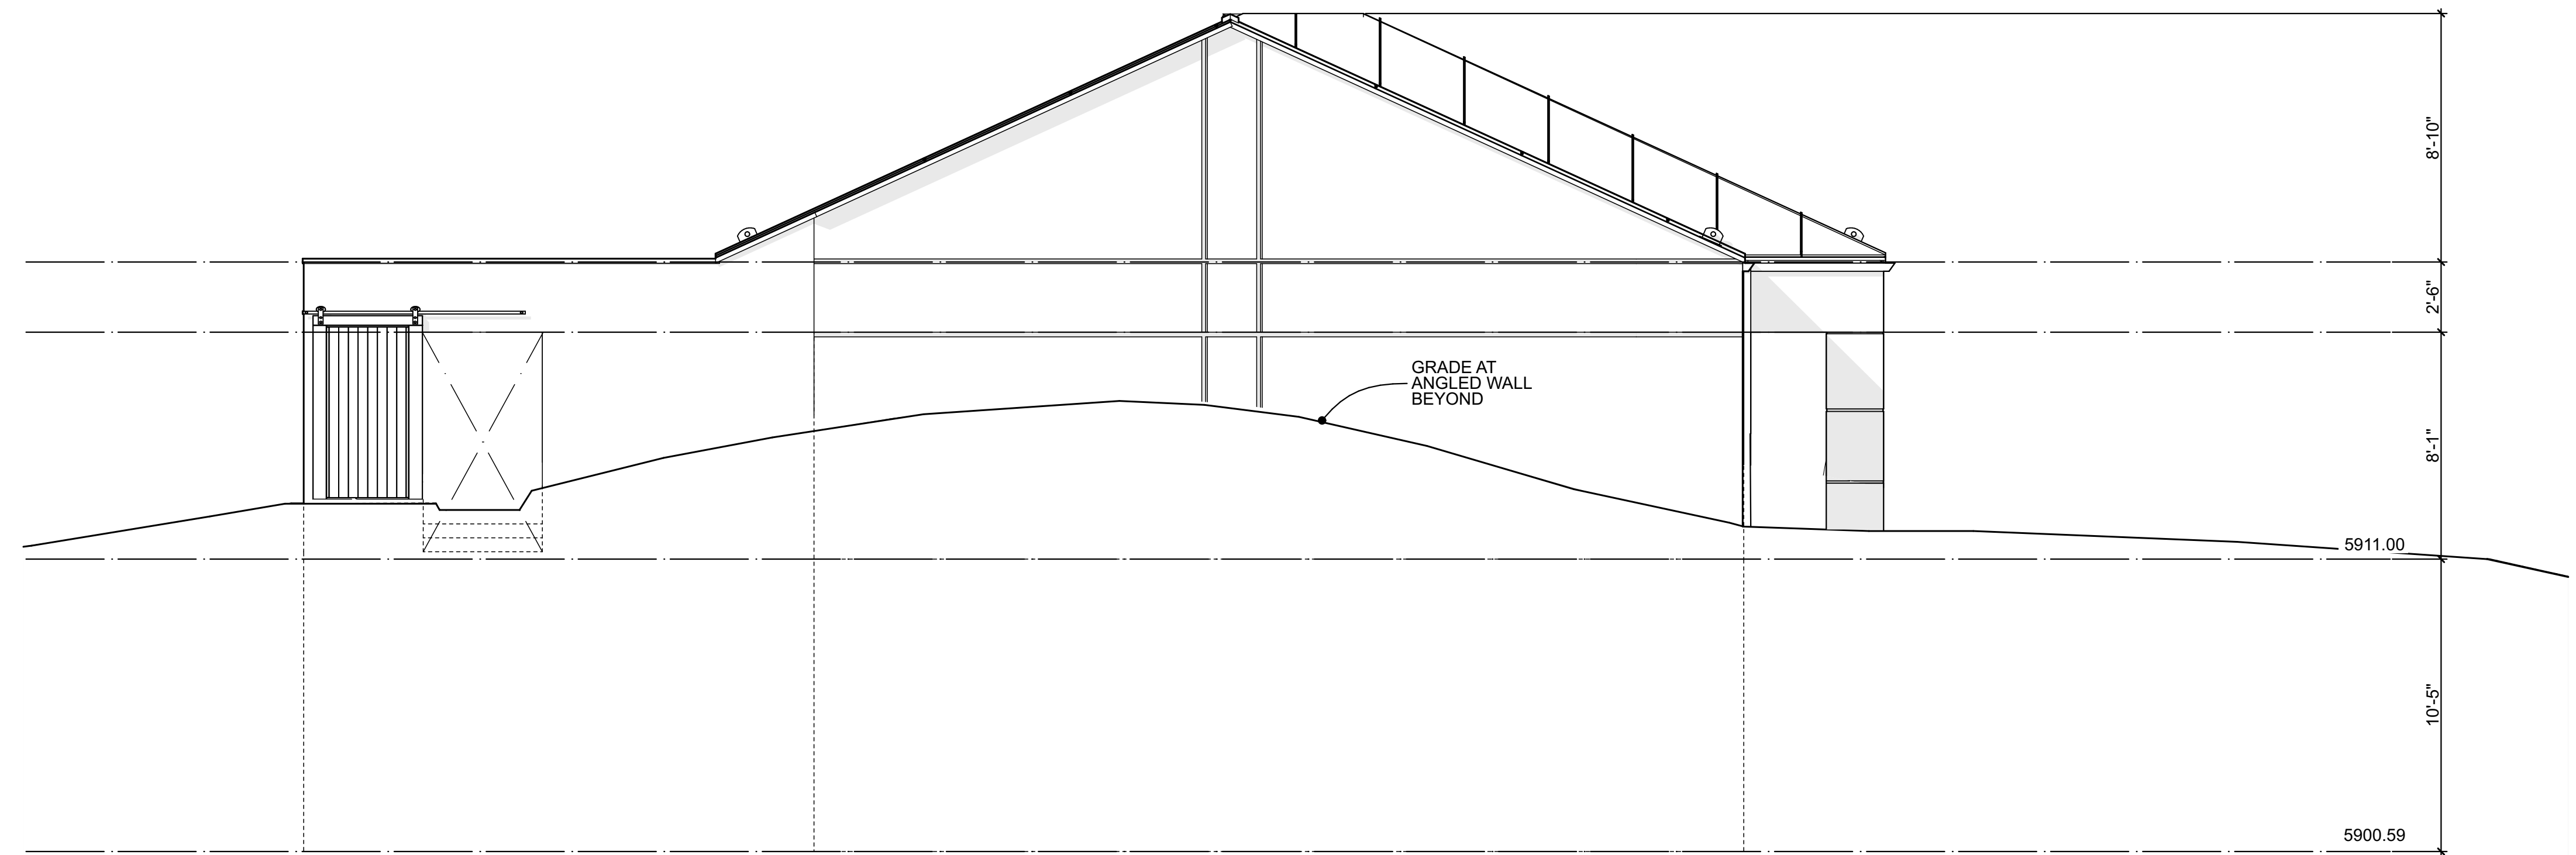 8'-10"
2'-6"
GRADE AT
ANGLED WALL
BEYOND
8'-1"
5911.00
10'-5"
5900.59